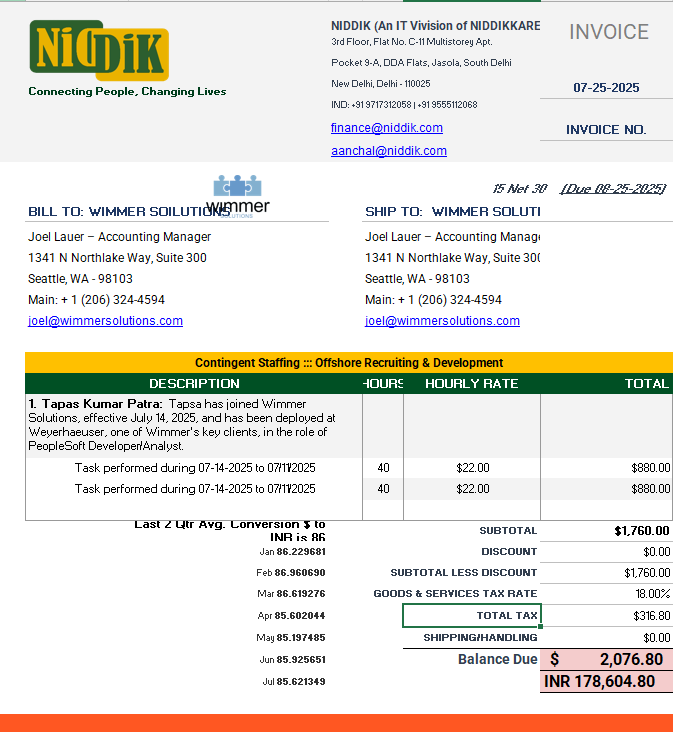 NiDDiK
Connecting People, Changing Lives
NIDDIK (An IT Vivision of NIDDIKKARE
3rd Floor, Flat No. C-11 Multistorey Apt.
Pocket 9-A, DDA Flats, Jasola, South Delhi
New Delhi, Delhi - 110025
IND: +91 9717312058 | +91 9555112068
finance@niddik.com
aanchal@niddik.com
INVOICE
07-25-2025
INVOICE NO.
wimmer
SOLUTIONS
15 Net 30 (Due 08-25-2025)
BILL TO: WIMMER SOILUTIONS
Joel Lauer – Accounting Manager
1341 N Northlake Way, Suite 300
Seattle, WA - 98103
Main: + 1 (206) 324-4594
joel@wimmersolutions.com
SHIP TO: WIMMER SOLUTI
Joel Lauer – Accounting Manage
1341 N Northlake Way, Suite 300
Seattle, WA - 98103
Main: + 1 (206) 324-4594
joel@wimmersolutions.com
Contingent Staffing ::: Offshore Recruiting & Development
DESCRIPTION HOURS HOURLY RATE TOTAL
1. Tapas Kumar Patra: Tapsa has joined Wimmer
Solutions, effective July 14, 2025, and has been deployed at
Weyerhaeuser, one of Wimmer's key clients, in the role of
PeopleSoft Developer/Analyst.
Task performed during 07-14-2025 to 07/11/2025 40 $22.00 $880.00
Task performed during 07-14-2025 to 07/11/2025 40 $22.00 $880.00
Last 2 Qtr Avg. Conversion $ to
INR is 86
SUBTOTAL $1,760.00
Jan 86.229681 DISCOUNT $0.00
Feb 86.960690 SUBTOTAL LESS DISCOUNT $1,760.00
Mar 86.619276 GOODS & SERVICES TAX RATE 18.00%
Apr 85.602044 TOTAL TAX $316.80
May 85.197485 SHIPPING/HANDLING $0.00
Jun 85.925651 Balance Due $ 2,076.80
Jul 85.621349 INR 178,604.80